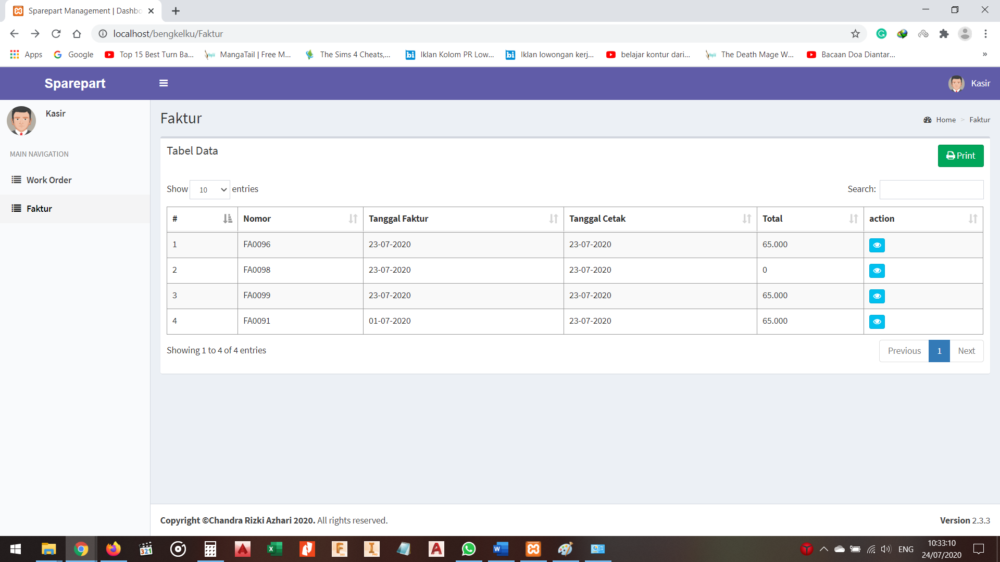 Sparepart Management | Dashbo
localhost/bengkelku/Faktur
Apps Google Top 15 Best Turn Ba... MangaTail | Free M... The Sims 4 Cheats,... Iklan Kolom PR Low... Iklan lowongan kerj... belajar kontur dari... The Death Mage W... Bacaan Doa Diantar... »
Sparepart Kasir
Kasir
MAIN NAVIGATION
Work Order
Faktur
Faktur
Home > Faktur
Tabel Data
Print
Show 10 entries
Search:
# Nomor Tanggal Faktur Tanggal Cetak Total action
1 FA0096 23-07-2020 23-07-2020 65.000
2 FA0098 23-07-2020 23-07-2020 0
3 FA0099 23-07-2020 23-07-2020 65.000
4 FA0091 01-07-2020 23-07-2020 65.000
Showing 1 to 4 of 4 entries
Previous 1 Next
Copyright ©Chandra Rizki Azhari 2020. All rights reserved.
Version 2.3.3
321
ENG
10:33:10
24/07/2020